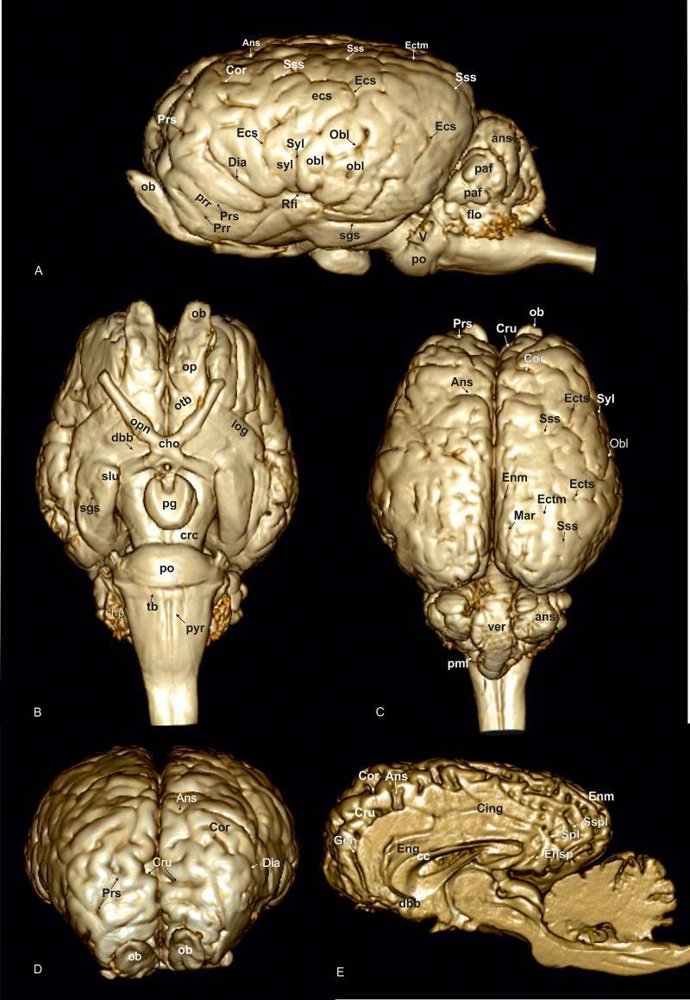 Ans
Sss
Ectm
Cor
Sss
Sss
Ecs
ecs
Prs
Ecs
Syl
Obl
Ecs
ans
Dia
syl
obl
obl
paf
ob
prr
Prs
Rfi
paf
Prr
sgs
flo
V
po
A
ob
op
otb
opn
log
dbb
cho
slu
sgs
pg
crc
V
po
tb
chp
pyr
B
ob
Prs
Cru
Cor
Ans
Ects
Syl
Sss
Obl
Enm
Ects
Ectm
Mar
Sss
ver
ans
pml
C
Ans
Cor
Cru
Dia
Prs
ob
ob
D
Cor
Ans
Enm
Cru
Cing
Sspl
Gen
Spl
Eng
cc
Ensp
dbb
E